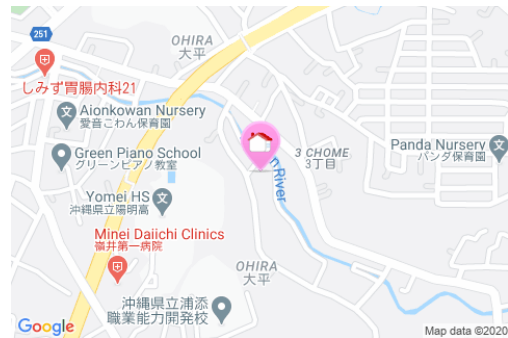 251
OHIRA
大平
しみず胃腸内科21
Aionkowan Nursery
愛音こわん保育園
Green Piano School
グリーンピアノ教室
3 CHOME
3丁目
Panda Nursery
パンダ保育園
River
Yomei HS
沖縄県立陽明高
Minei Daiichi Clinics
嶺井第一病院
OHIRA
大平
沖縄県立浦添
職業能力開発校
Google
Map data ©2020